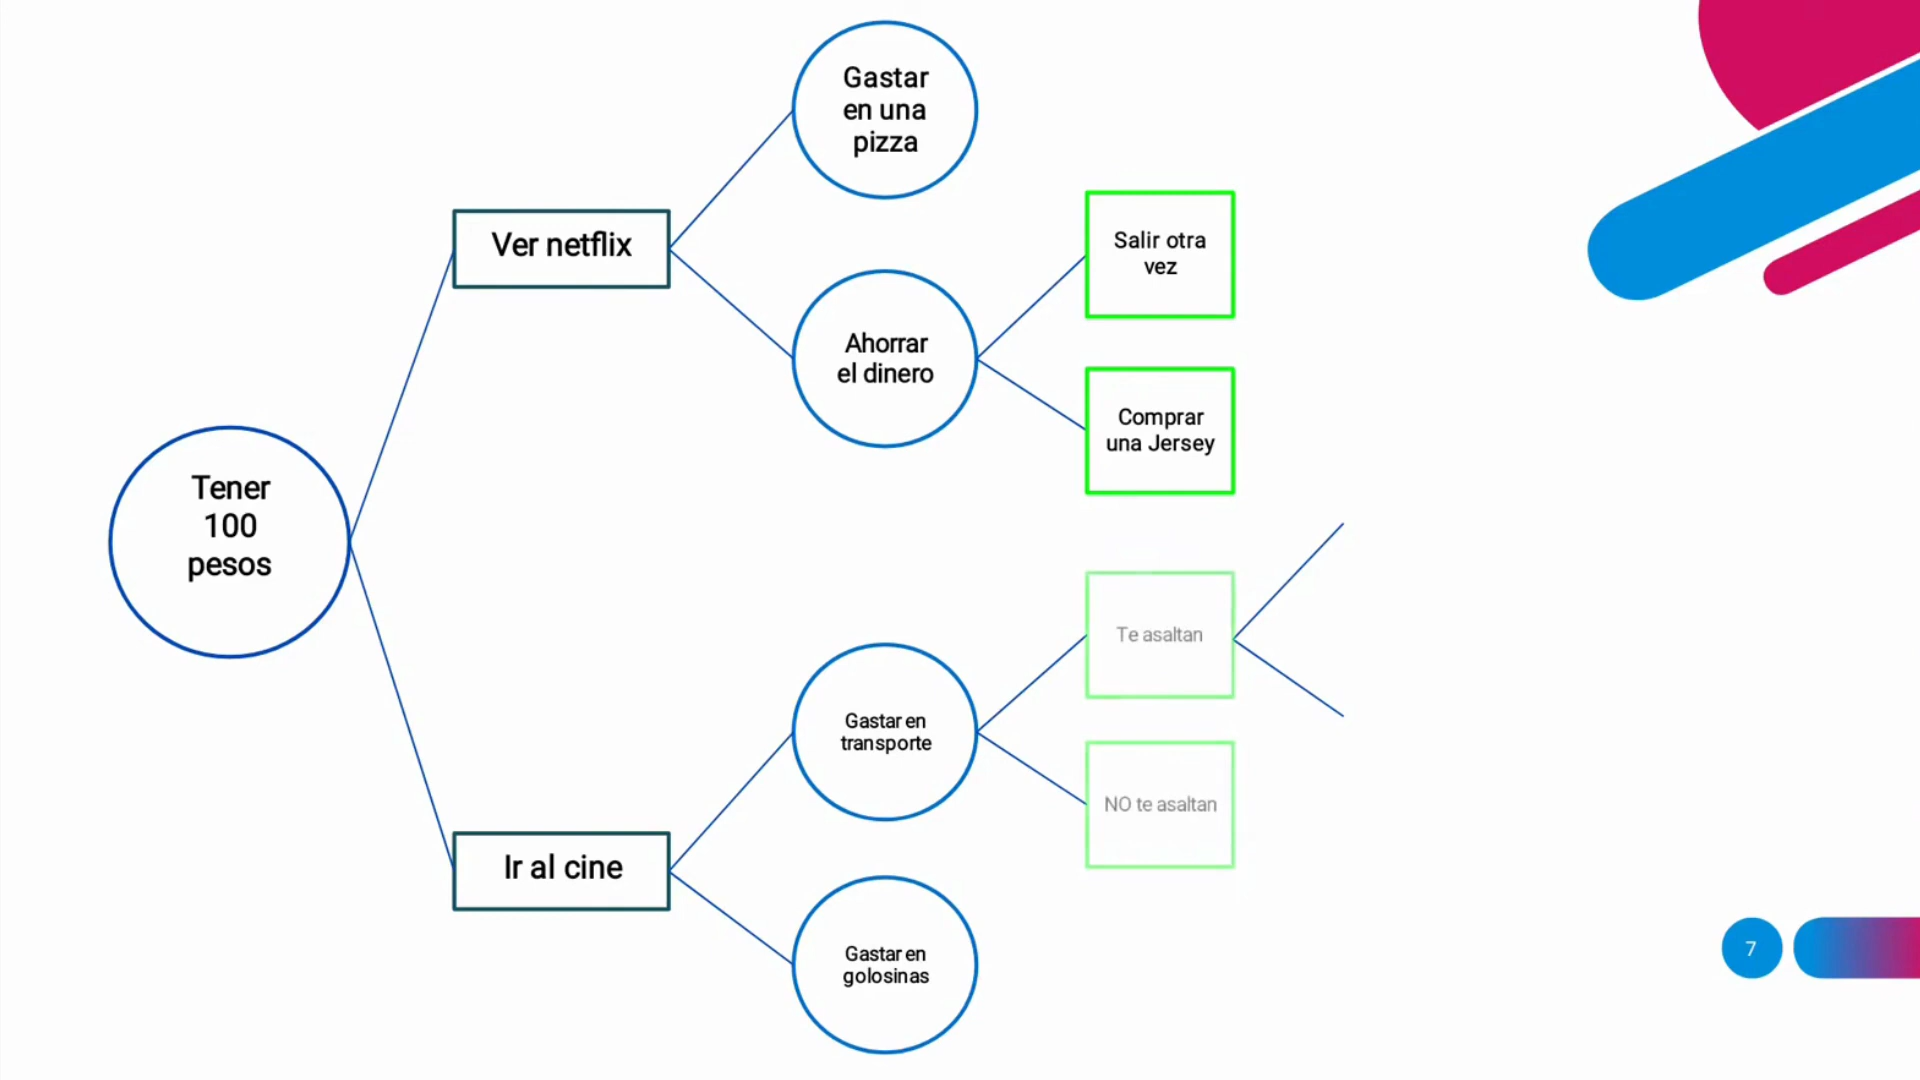 Gastar
en una
pizza
Ver netflix
Salir otra
vez
Ahorrar
el dinero
Comprar
una Jersey
Tener
100
pesos
Te asaltan
Gastar en
transporte
NO te asaltan
Ir al cine
Gastar en
golosinas
7